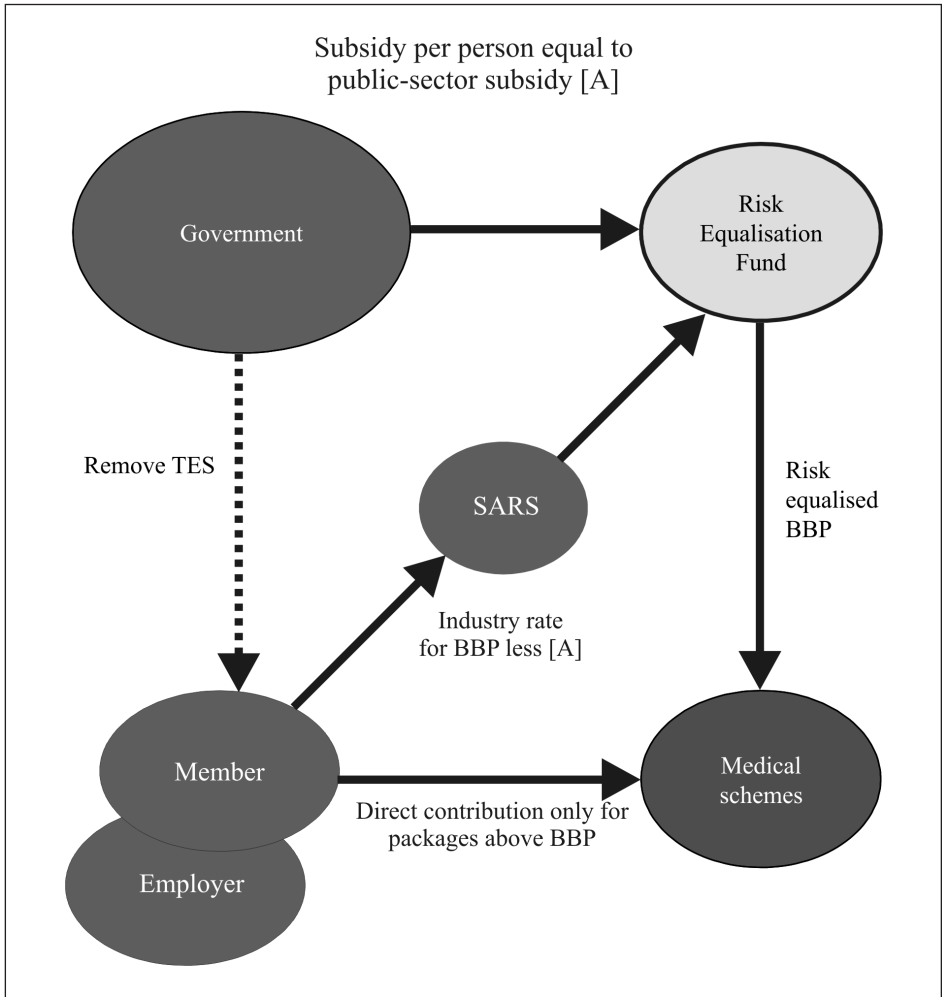 Subsidy per person equal to
public-sector subsidy [A]
Government
Risk
Equalisation
Fund
Remove TES
SARS
Risk
equalised
BBP
Industry rate
for BBP less [A]
Member
Medical
schemes
Direct contribution only for
packages above BBP
Employer